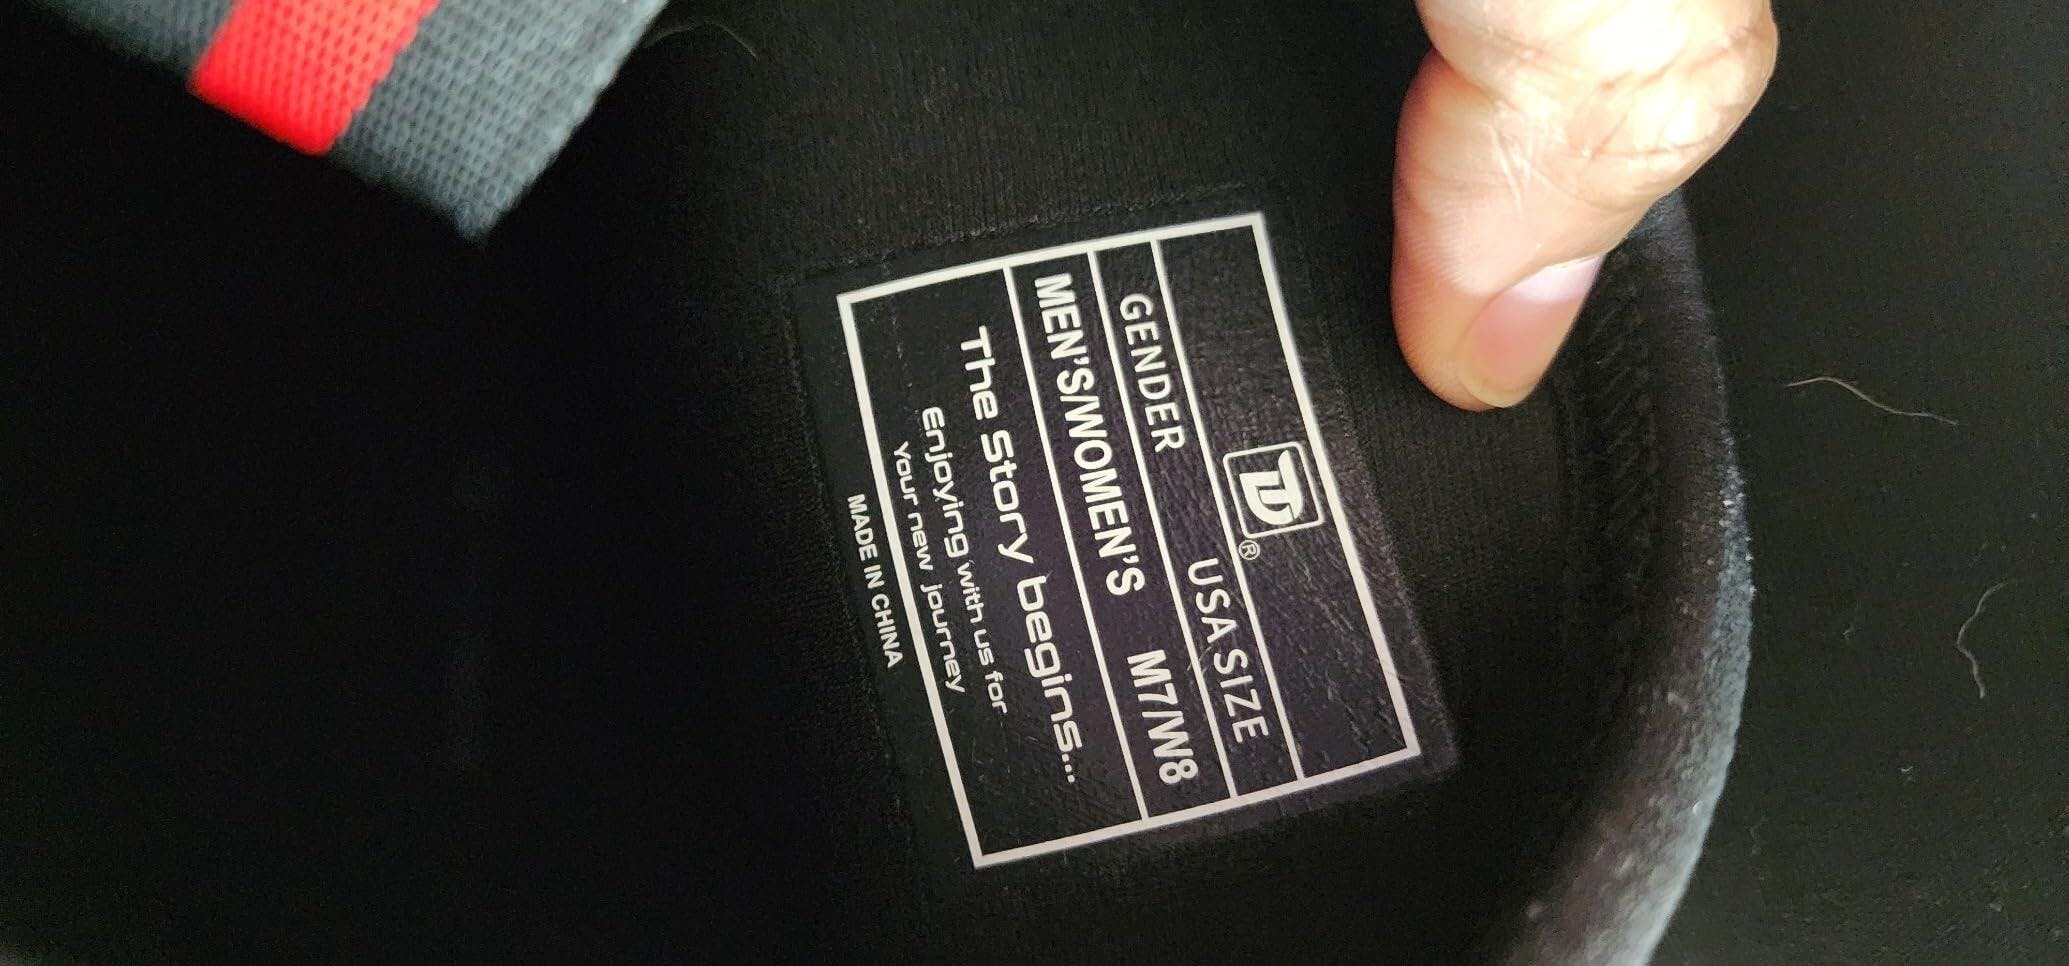 ®
GENDER USA SIZE
MEN'S/WOMEN'S M7/W8
The Story begins...
Enjoying with us for
Your new journey
MADE IN CHINA